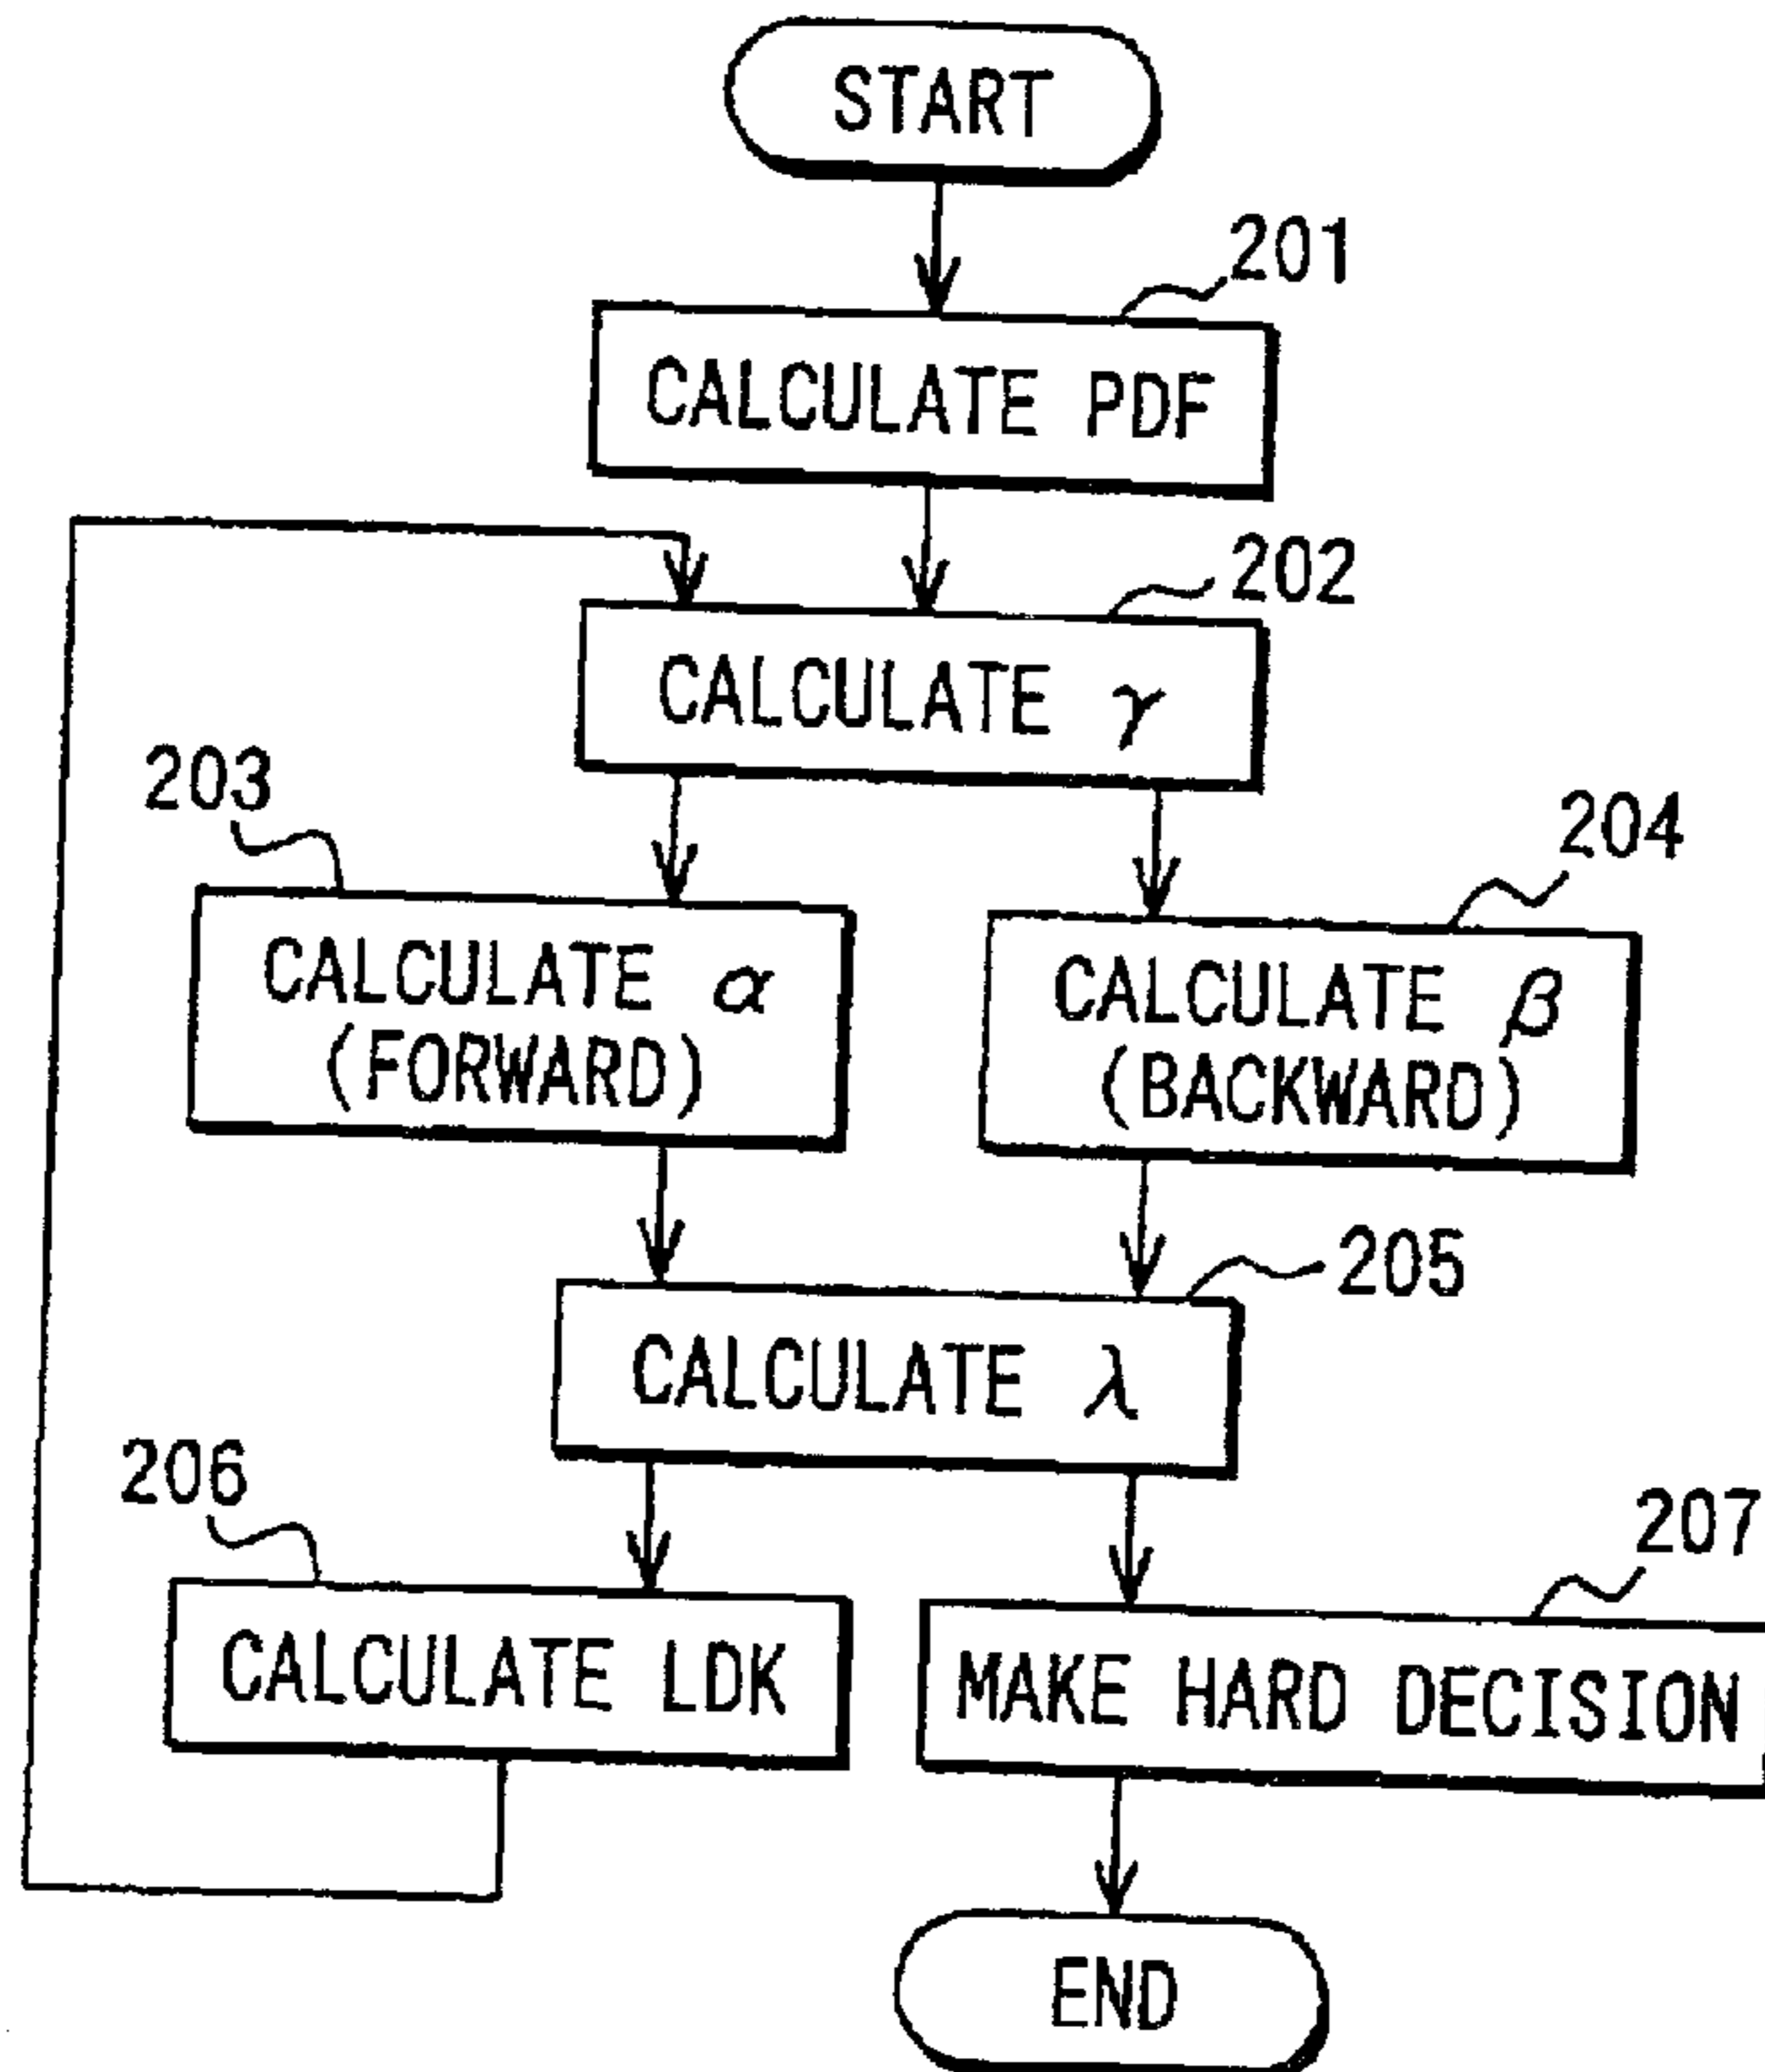 START
201
CALCULATE PDF
202
CALCULATE γ
203
204
CALCULATE α
(FORWARD)
CALCULATE β
(BACKWARD)
205
CALCULATE λ
206
207
CALCULATE LDK
MAKE HARD DECISION
END